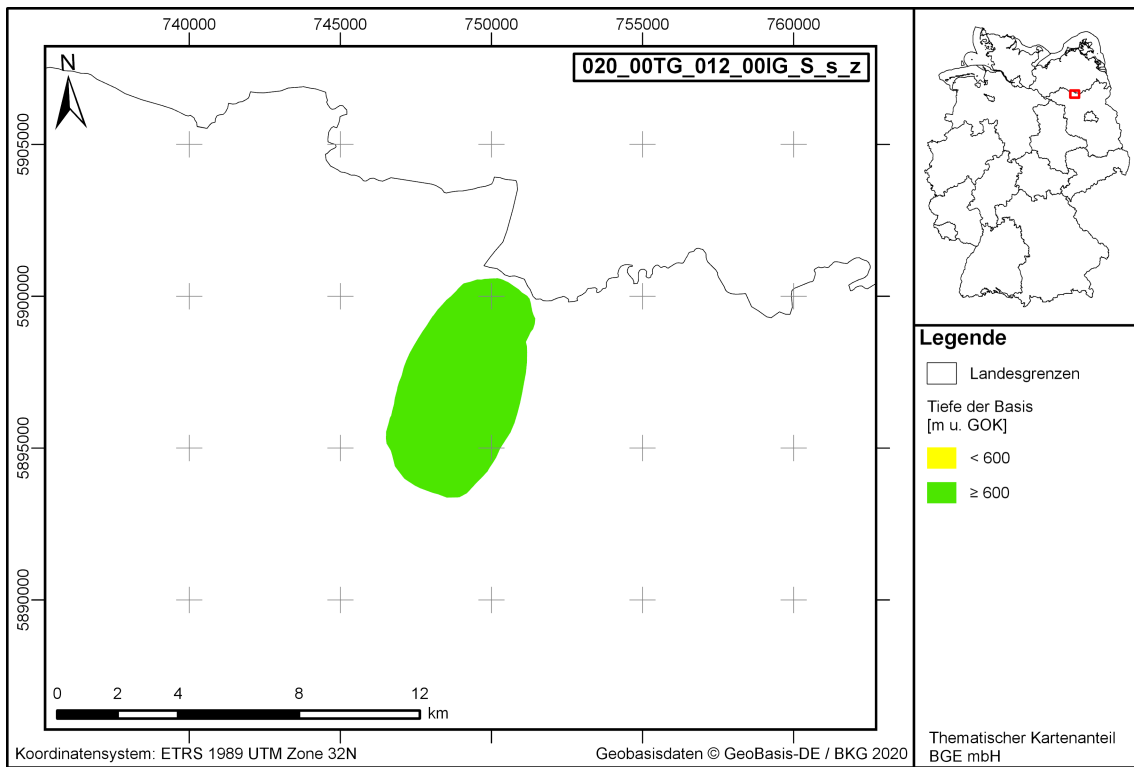 740000 745000 750000 755000 760000
020_00TG_012_00IG_S_s_z
N
5905000
5900000
5895000
5890000
0 2 4 8 12
km
Koordinatensystem: ETRS 1989 UTM Zone 32N
Geobasisdaten © GeoBasis-DE / BKG 2020
Legende
Landesgrenzen
Tiefe der Basis
[m u. GOK]
< 600
≥ 600
Thematischer Kartenanteil
BGE mbH